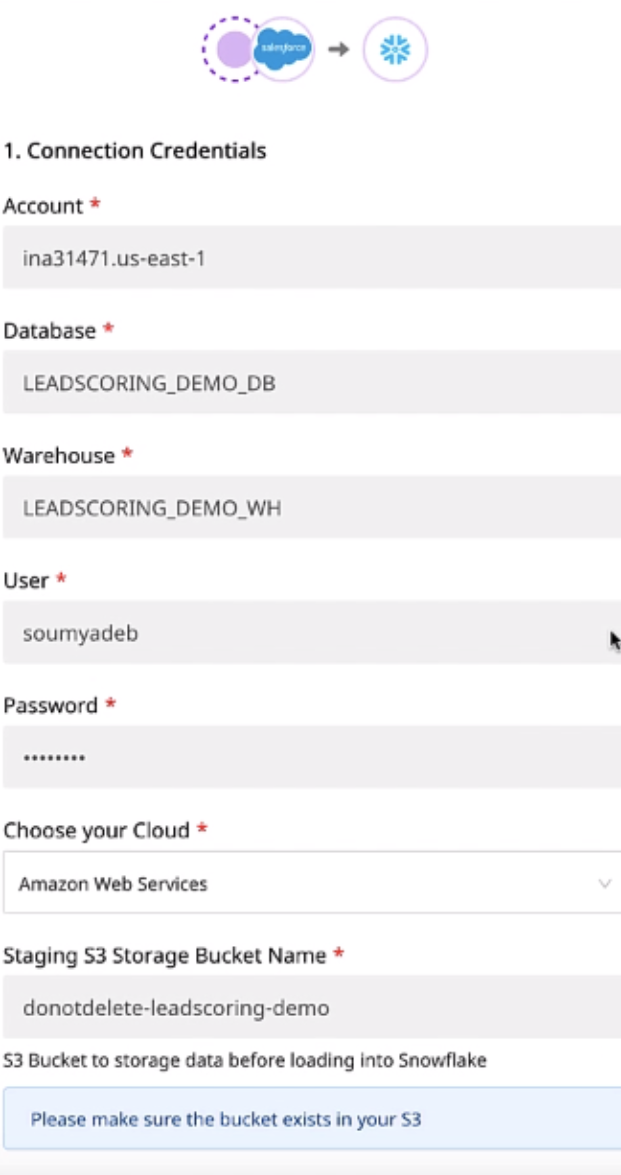 salesforce
1. Connection Credentials
Account *
ina31471.us-east-1
Database *
LEADSCORING_DEMO_DB
Warehouse *
LEADSCORING_DEMO_WH
User *
soumyadeb
Password *
••••••••
Choose your Cloud *
Amazon Web Services
Staging S3 Storage Bucket Name *
donotdelete-leadscoring-demo
S3 Bucket to storage data before loading into Snowflake
Please make sure the bucket exists in your S3